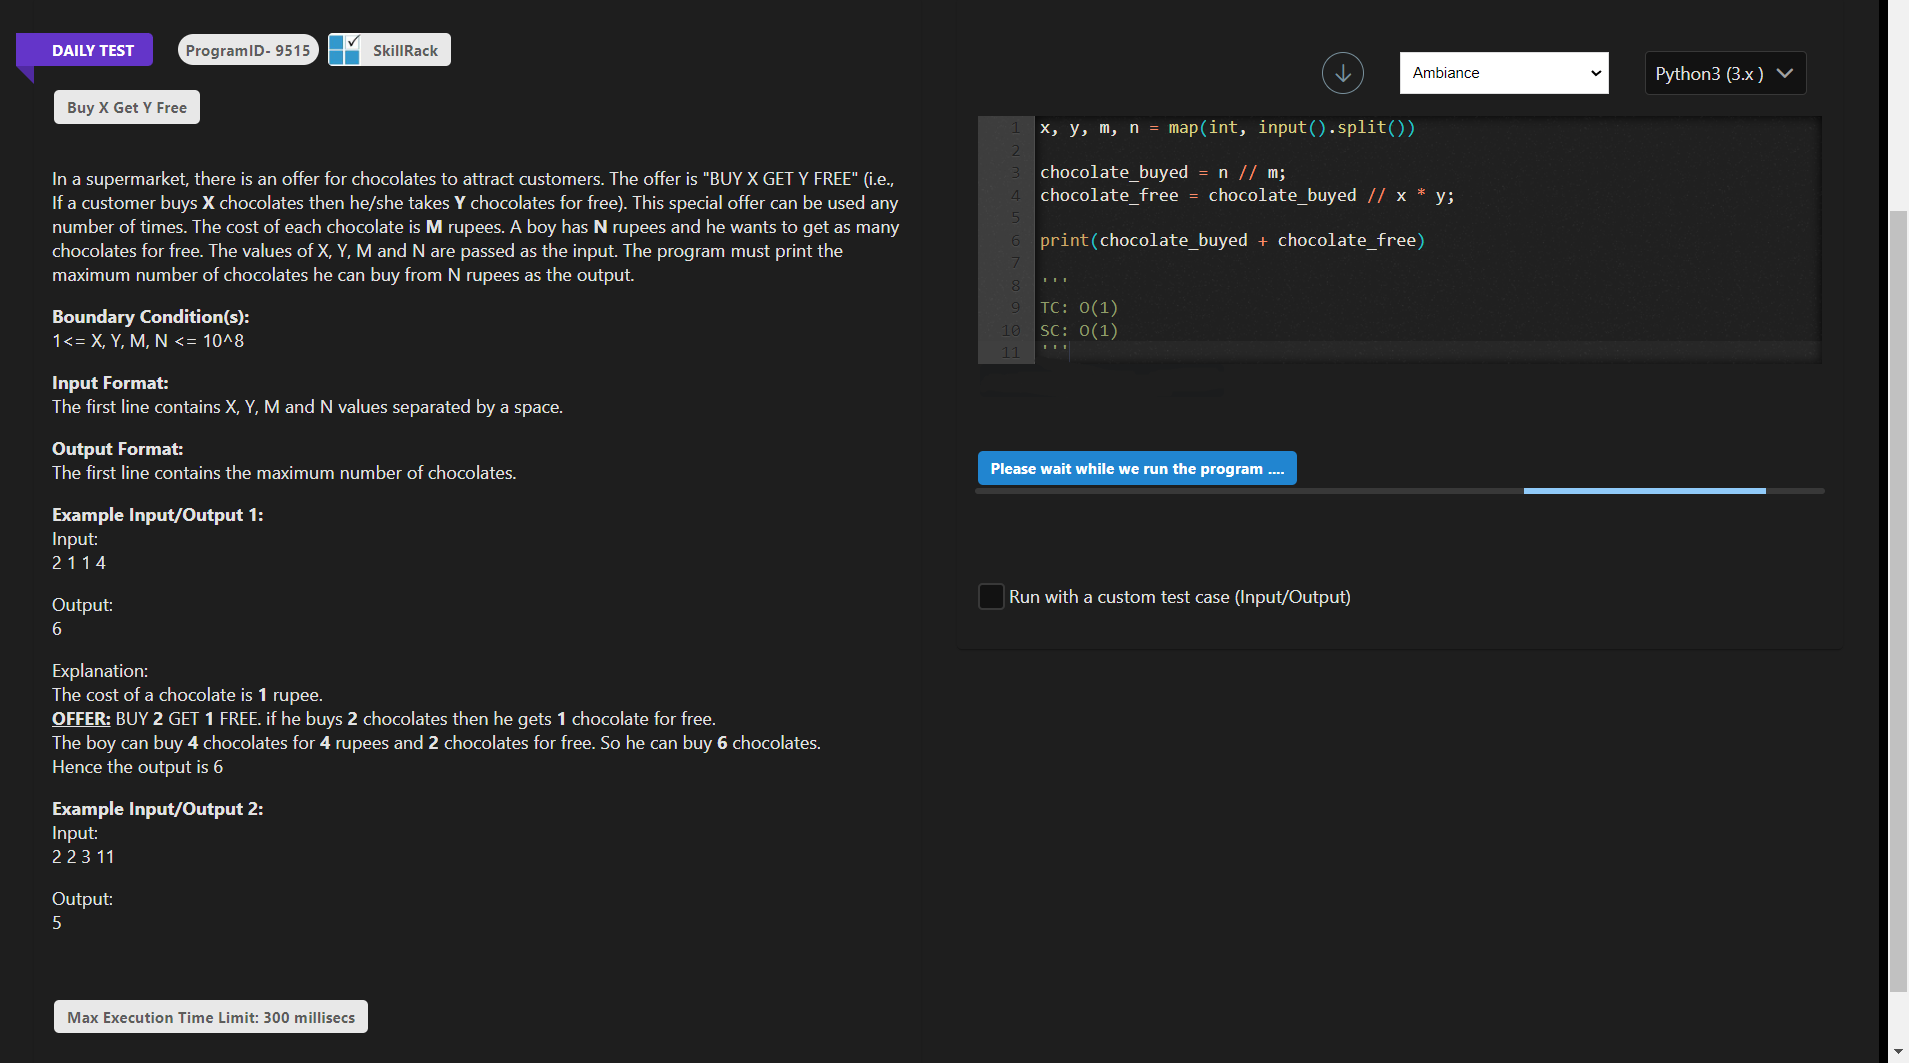 DAILY TEST
ProgramID- 9515
SkillRack
Buy X Get Y Free
In a supermarket, there is an offer for chocolates to attract customers. The offer is "BUY X GET Y FREE" (i.e.,
If a customer buys X chocolates then he/she takes Y chocolates for free). This special offer can be used any
number of times. The cost of each chocolate is M rupees. A boy has N rupees and he wants to get as many
chocolates for free. The values of X, Y, M and N are passed as the input. The program must print the
maximum number of chocolates he can buy from N rupees as the output.
Boundary Condition(s):
1<= X, Y, M, N <= 10^8
Input Format:
The first line contains X, Y, M and N values separated by a space.
Output Format:
The first line contains the maximum number of chocolates.
Example Input/Output 1:
Input:
2 1 1 4
Output:
6
Explanation:
The cost of a chocolate is 1 rupee.
OFFER: BUY 2 GET 1 FREE. if he buys 2 chocolates then he gets 1 chocolate for free.
The boy can buy 4 chocolates for 4 rupees and 2 chocolates for free. So he can buy 6 chocolates.
Hence the output is 6
Example Input/Output 2:
Input:
2 2 3 11
Output:
5
Max Execution Time Limit: 300 millisecs
Ambiance
Python3 (3.x )
1 x, y, m, n = map(int, input().split())
2
3 chocolate_buyed = n // m;
4 chocolate_free = chocolate_buyed // x * y;
5
6 print(chocolate_buyed + chocolate_free)
7
8 '''
9 TC: O(1)
10 SC: O(1)
11 '''
Please wait while we run the program ....
Run with a custom test case (Input/Output)